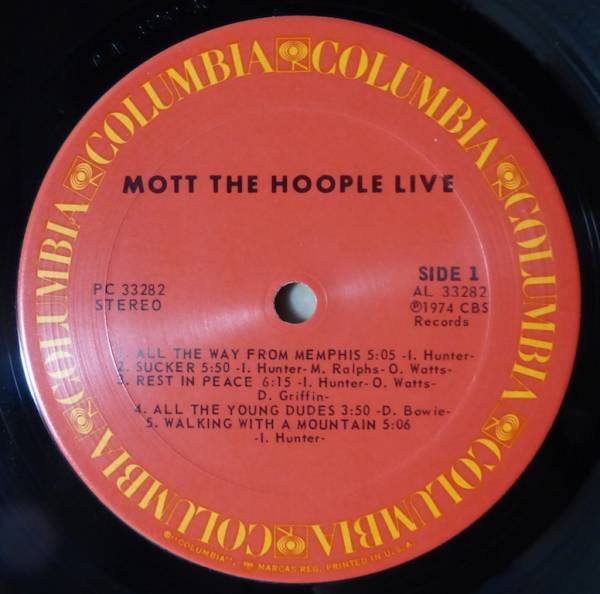 COLUMBIA COLUMBIA COLUMBIA COLUMBIA COLUMBIA COLUMBIA
MOTT THE HOOPLE LIVE
PC 33282
STEREO
SIDE 1
AL 33282
℗1974 CBS
Records
1. ALL THE WAY FROM MEMPHIS 5:05 -I. Hunter-
2. SUCKER 5:50 -I. Hunter-M. Ralphs-O. Watts-
3. REST IN PEACE 6:15 -I. Hunter-O. Watts-
D. Griffin-
4. ALL THE YOUNG DUDES 3:50 -D. Bowie-
5. WALKING WITH A MOUNTAIN 5:06
-I. Hunter-
®"COLUMBIA", MARCAS REG. PRINTED IN U.S.A.